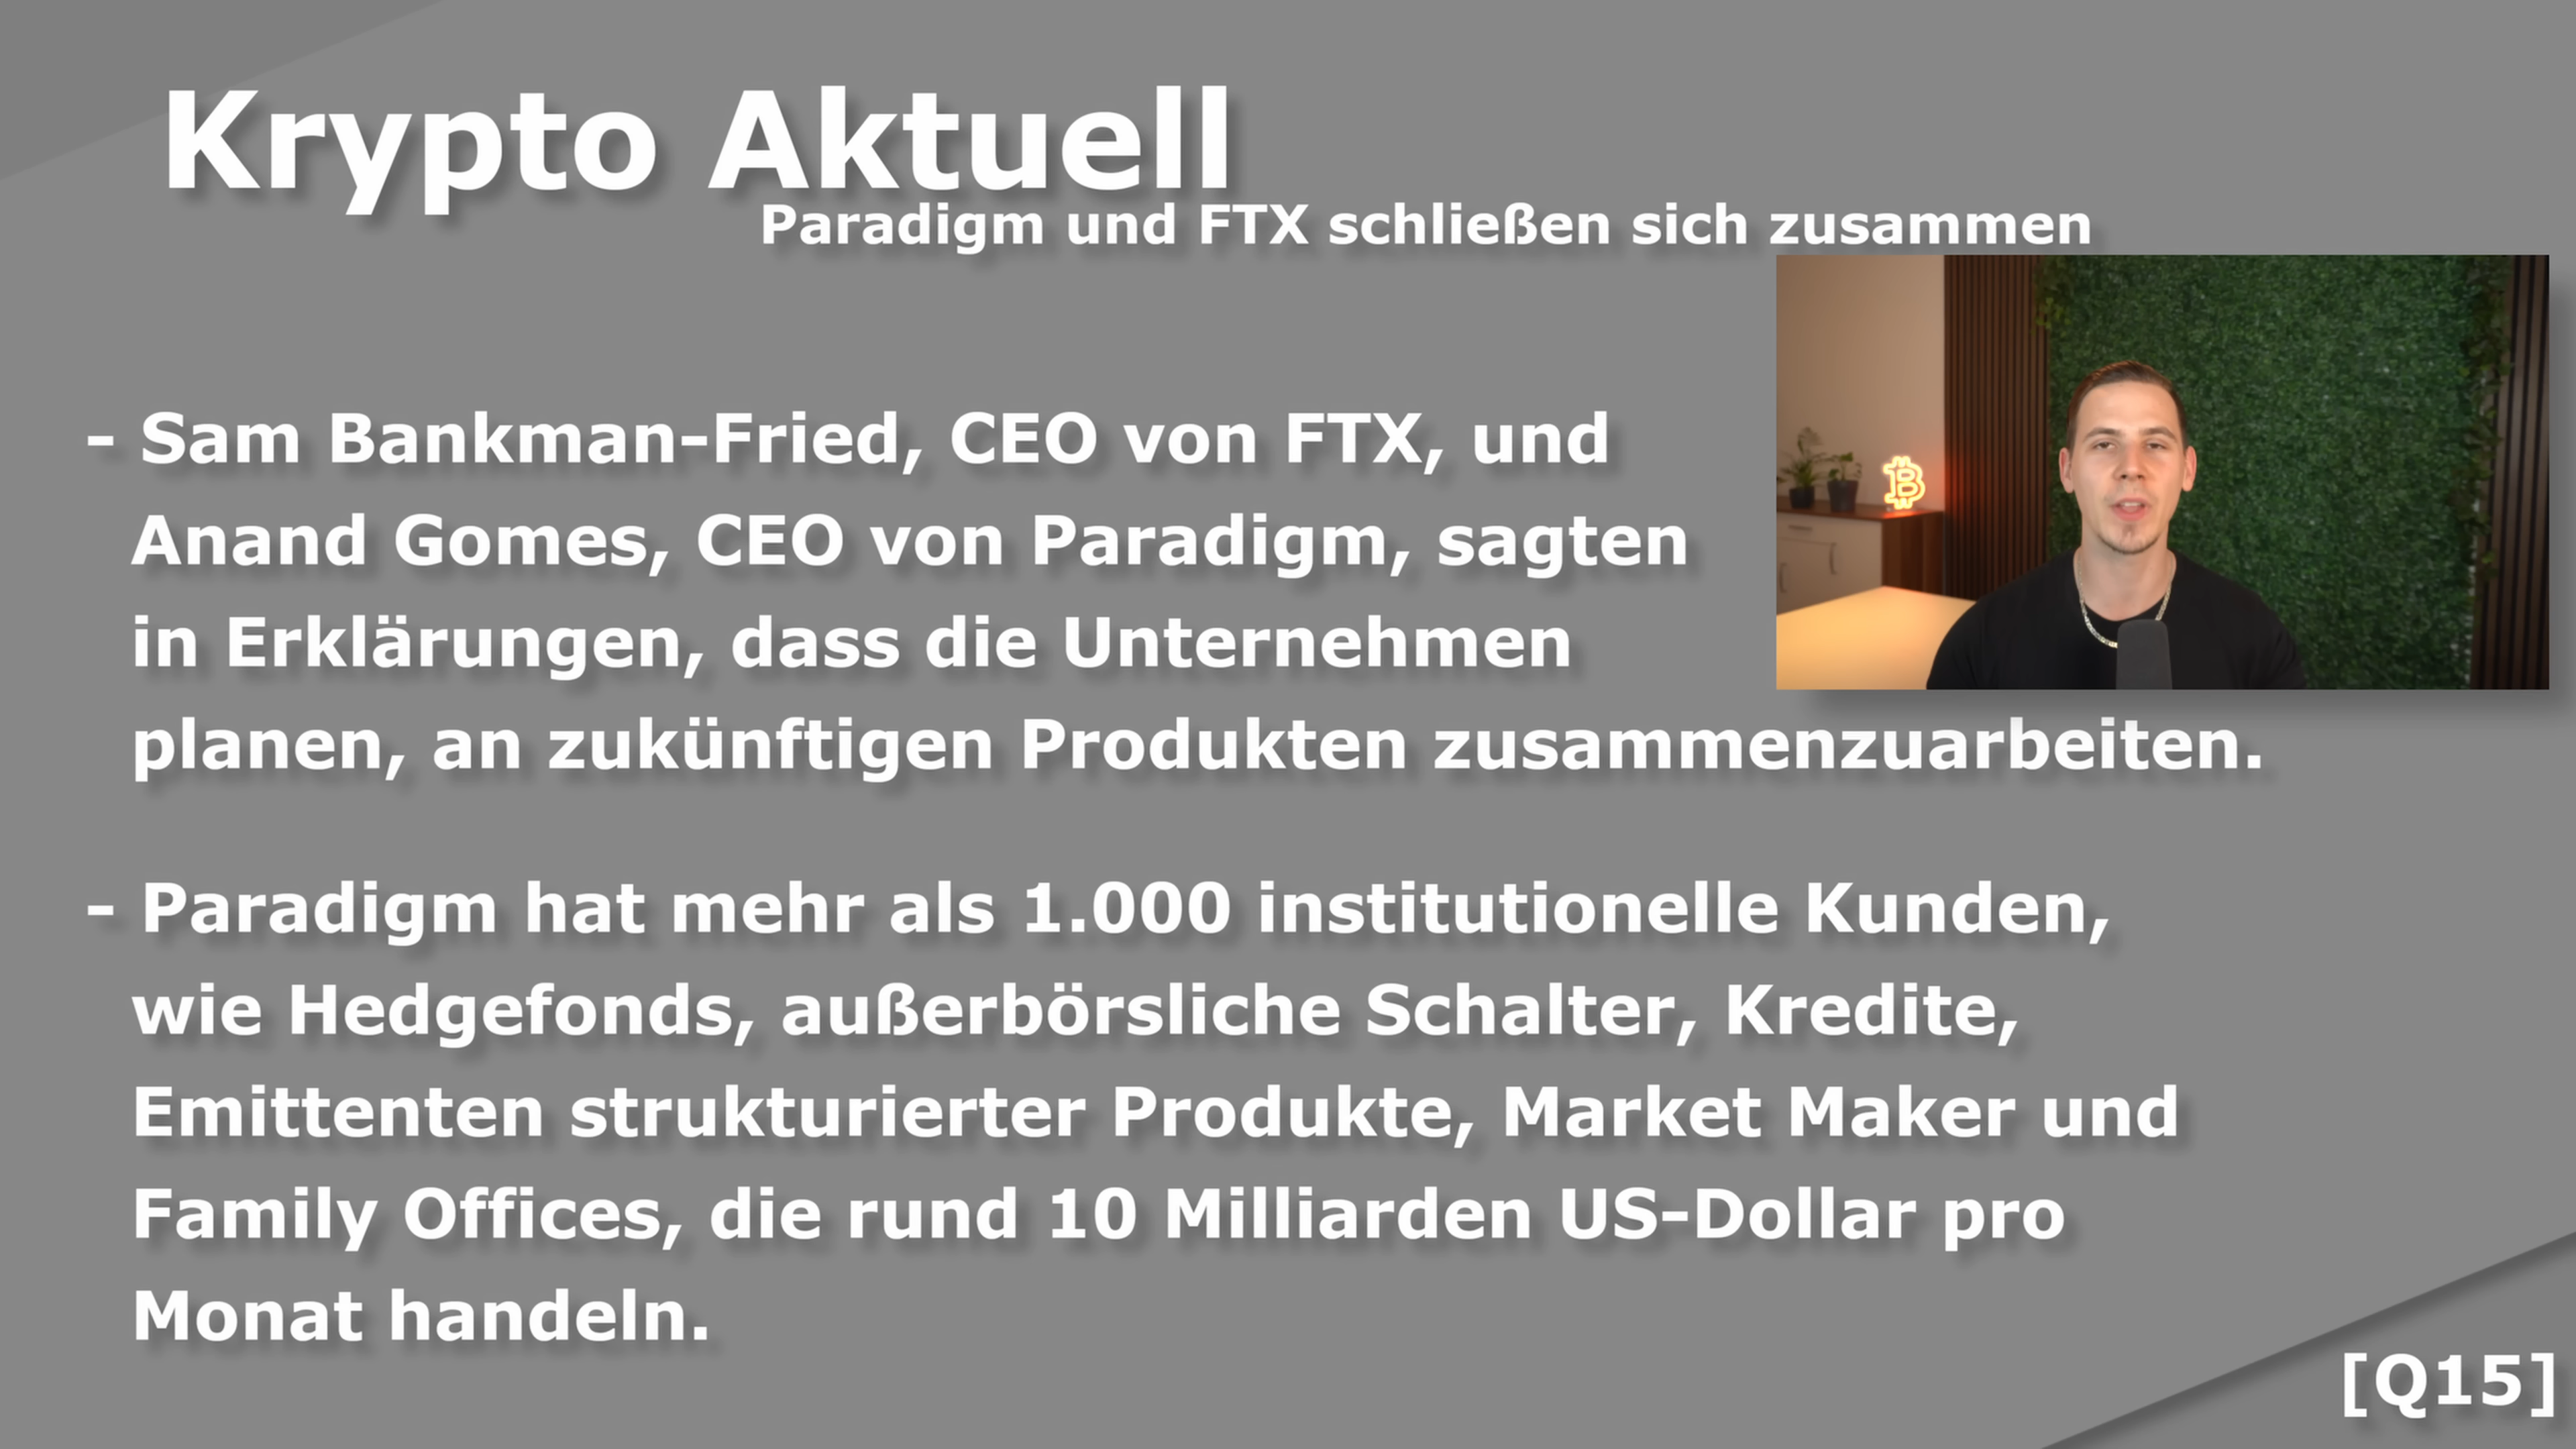 Krypto Aktuell
Paradigm und FTX schließen sich zusammen
- Sam Bankman-Fried, CEO von FTX, und
Anand Gomes, CEO von Paradigm, sagten
in Erklärungen, dass die Unternehmen
planen, an zukünftigen Produkten zusammenzuarbeiten.
- Paradigm hat mehr als 1.000 institutionelle Kunden,
wie Hedgefonds, außerbörsliche Schalter, Kredite,
Emittenten strukturierter Produkte, Market Maker und
Family Offices, die rund 10 Milliarden US-Dollar pro
Monat handeln.
[Q15]